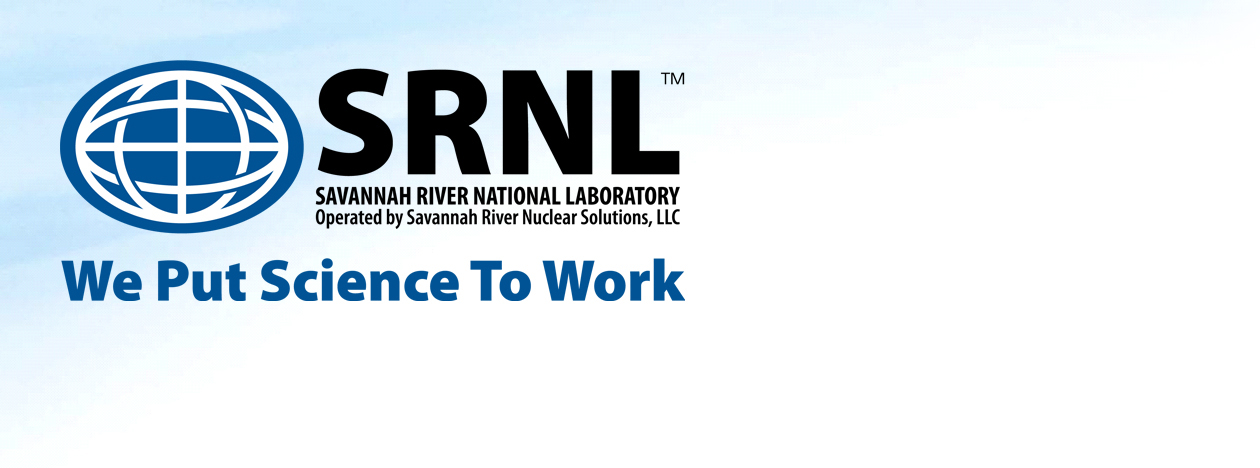 SRNL™
SAVANNAH RIVER NATIONAL LABORATORY
Operated by Savannah River Nuclear Solutions, LLC
We Put Science To Work